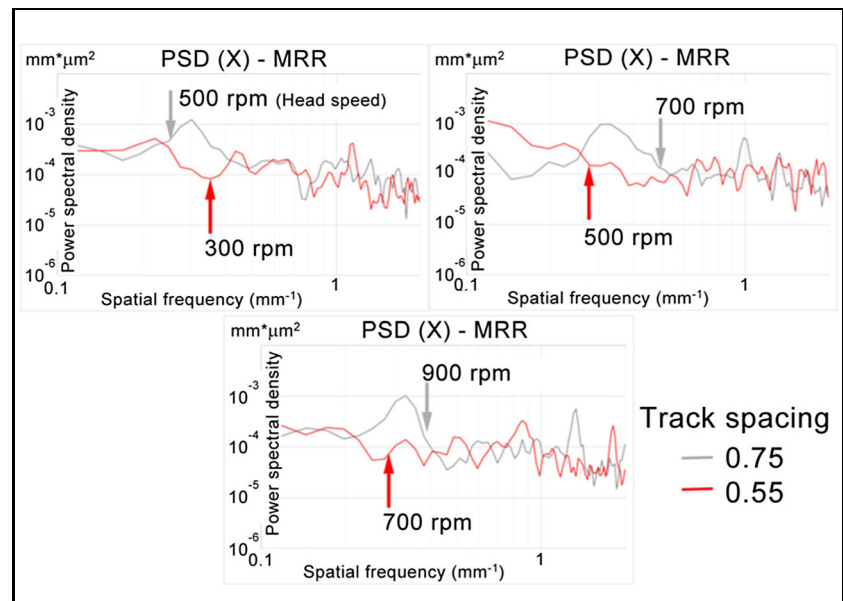 mm*µm²
PSD (X) - MRR
500 rpm (Head speed)
10⁻³
10⁻⁴
10⁻⁵
10⁻⁶
Power spectral density
300 rpm
0.1
1
Spatial frequency (mm⁻¹)
mm*µm²
PSD (X) - MRR
700 rpm
10⁻³
10⁻⁴
10⁻⁵
10⁻⁶
Power spectral density
500 rpm
0.1
1
Spatial frequency (mm⁻¹)
mm*µm²
PSD (X) - MRR
900 rpm
10⁻³
10⁻⁴
10⁻⁵
10⁻⁶
Power spectral density
700 rpm
0.1
1
Spatial frequency (mm⁻¹)
Track spacing
0.75
0.55